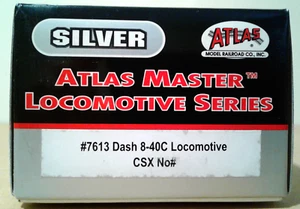 SILVER
ATLAS
MODEL RAILROAD CO., INC.
ATLAS MASTER™
LOCOMOTIVE SERIES
#7613 Dash 8-40C Locomotive
CSX No#